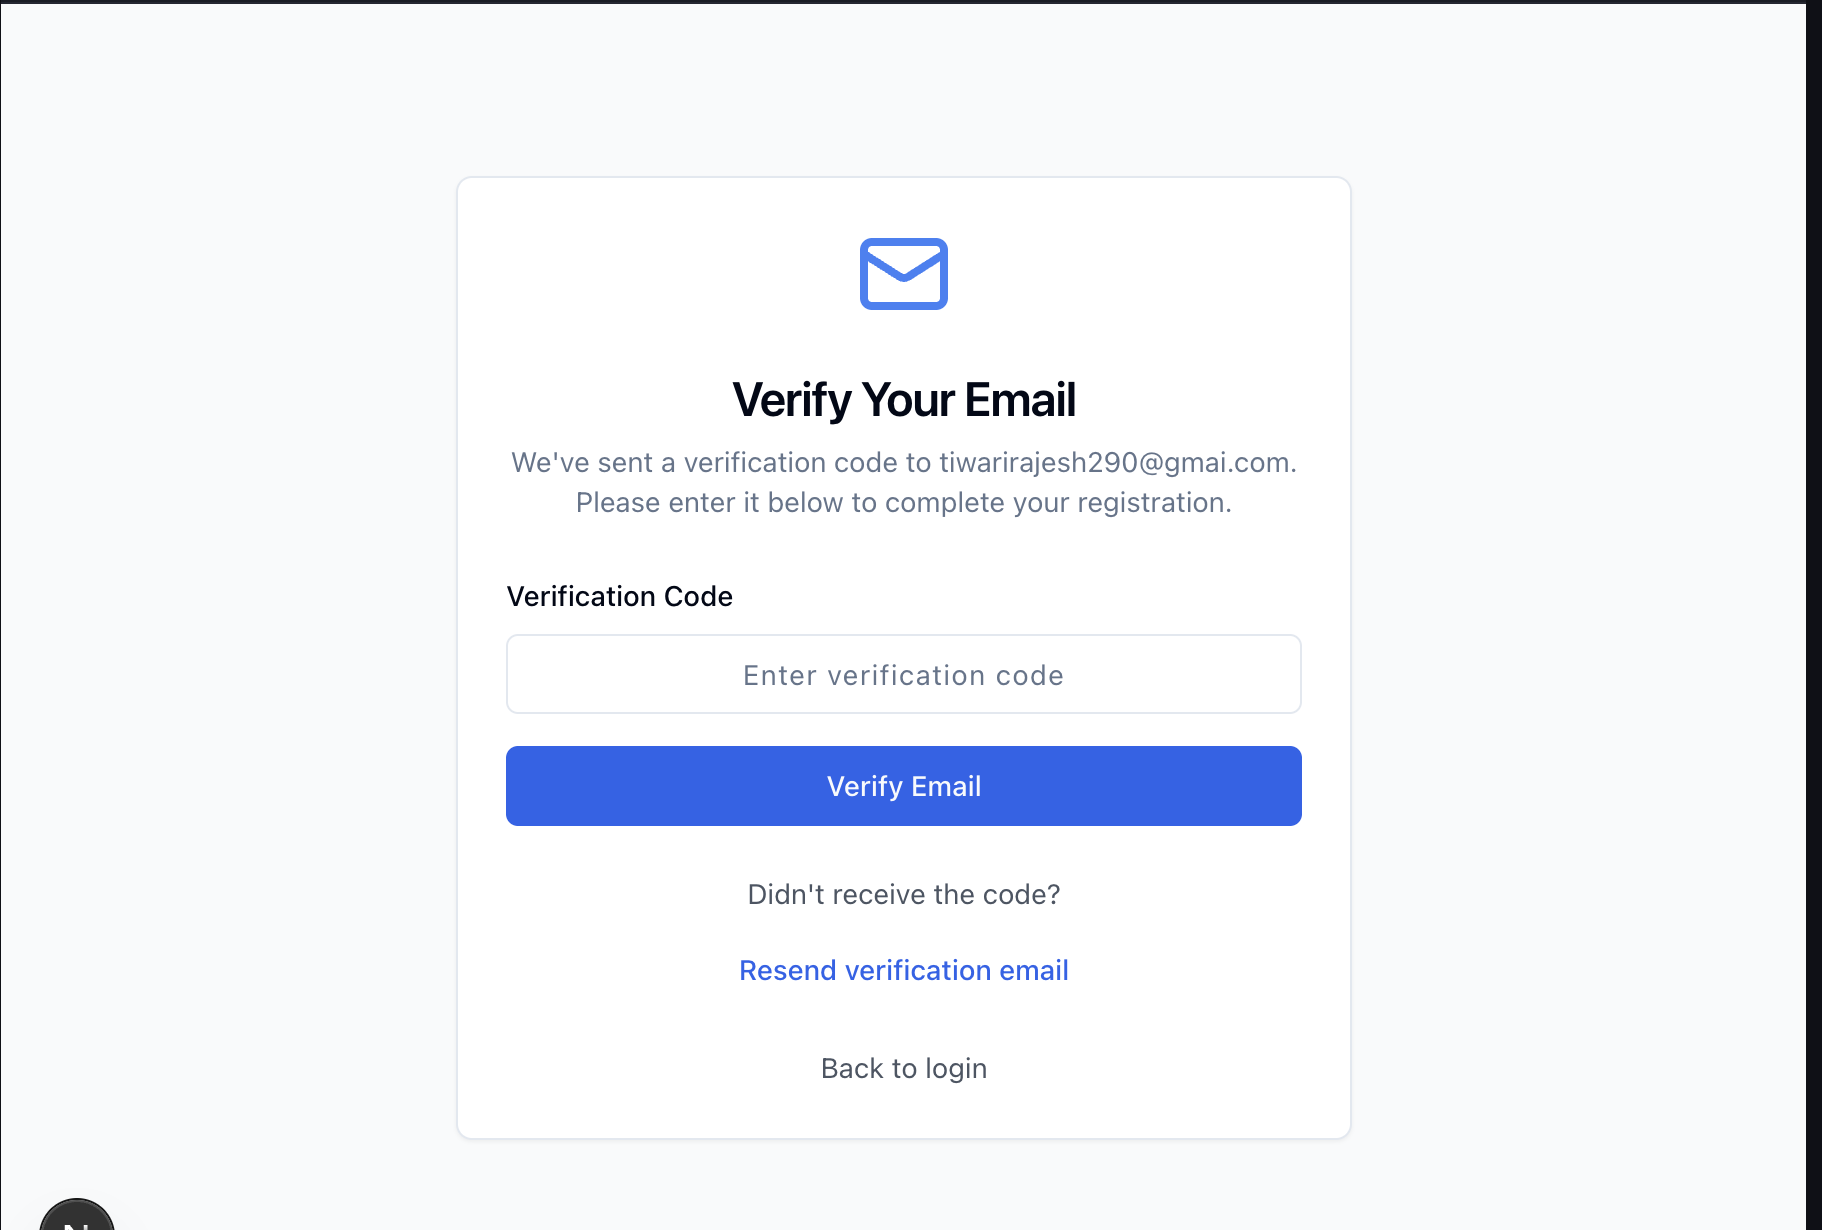 Verify Your Email
We've sent a verification code to tiwarirajesh290@gmai.com.
Please enter it below to complete your registration.
Verification Code
Enter verification code
Verify Email
Didn't receive the code?
Resend verification email
Back to login